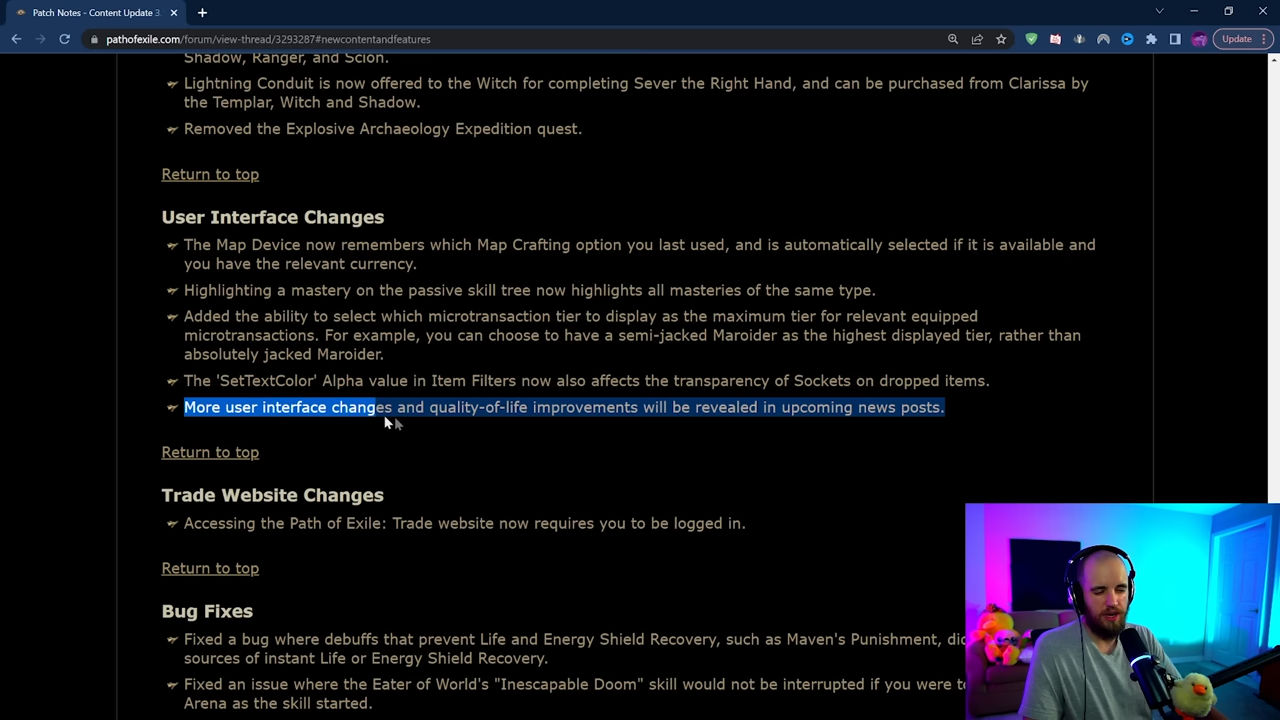 Patch Notes - Content Update 3.
pathofexile.com/forum/view-thread/3293287#newcontentandfeatures
Update
Shadow, Ranger, and Scion.
Lightning Conduit is now offered to the Witch for completing Sever the Right Hand, and can be purchased from Clarissa by
the Templar, Witch and Shadow.
Removed the Explosive Archaeology Expedition quest.
Return to top
User Interface Changes
The Map Device now remembers which Map Crafting option you last used, and is automatically selected if it is available and
you have the relevant currency.
Highlighting a mastery on the passive skill tree now highlights all masteries of the same type.
Added the ability to select which microtransaction tier to display as the maximum tier for relevant equipped
microtransactions. For example, you can choose to have a semi-jacked Maroider as the highest displayed tier, rather than
absolutely jacked Maroider.
The 'SetTextColor' Alpha value in Item Filters now also affects the transparency of Sockets on dropped items.
More user interface changes and quality-of-life improvements will be revealed in upcoming news posts.
Return to top
Trade Website Changes
Accessing the Path of Exile: Trade website now requires you to be logged in.
Return to top
Bug Fixes
Fixed a bug where debuffs that prevent Life and Energy Shield Recovery, such as Maven's Punishment,
sources of instant Life or Energy Shield Recovery.
Fixed an issue where the Eater of World's "Inescapable Doom" skill would not be interrupted if you were
Arena as the skill started.